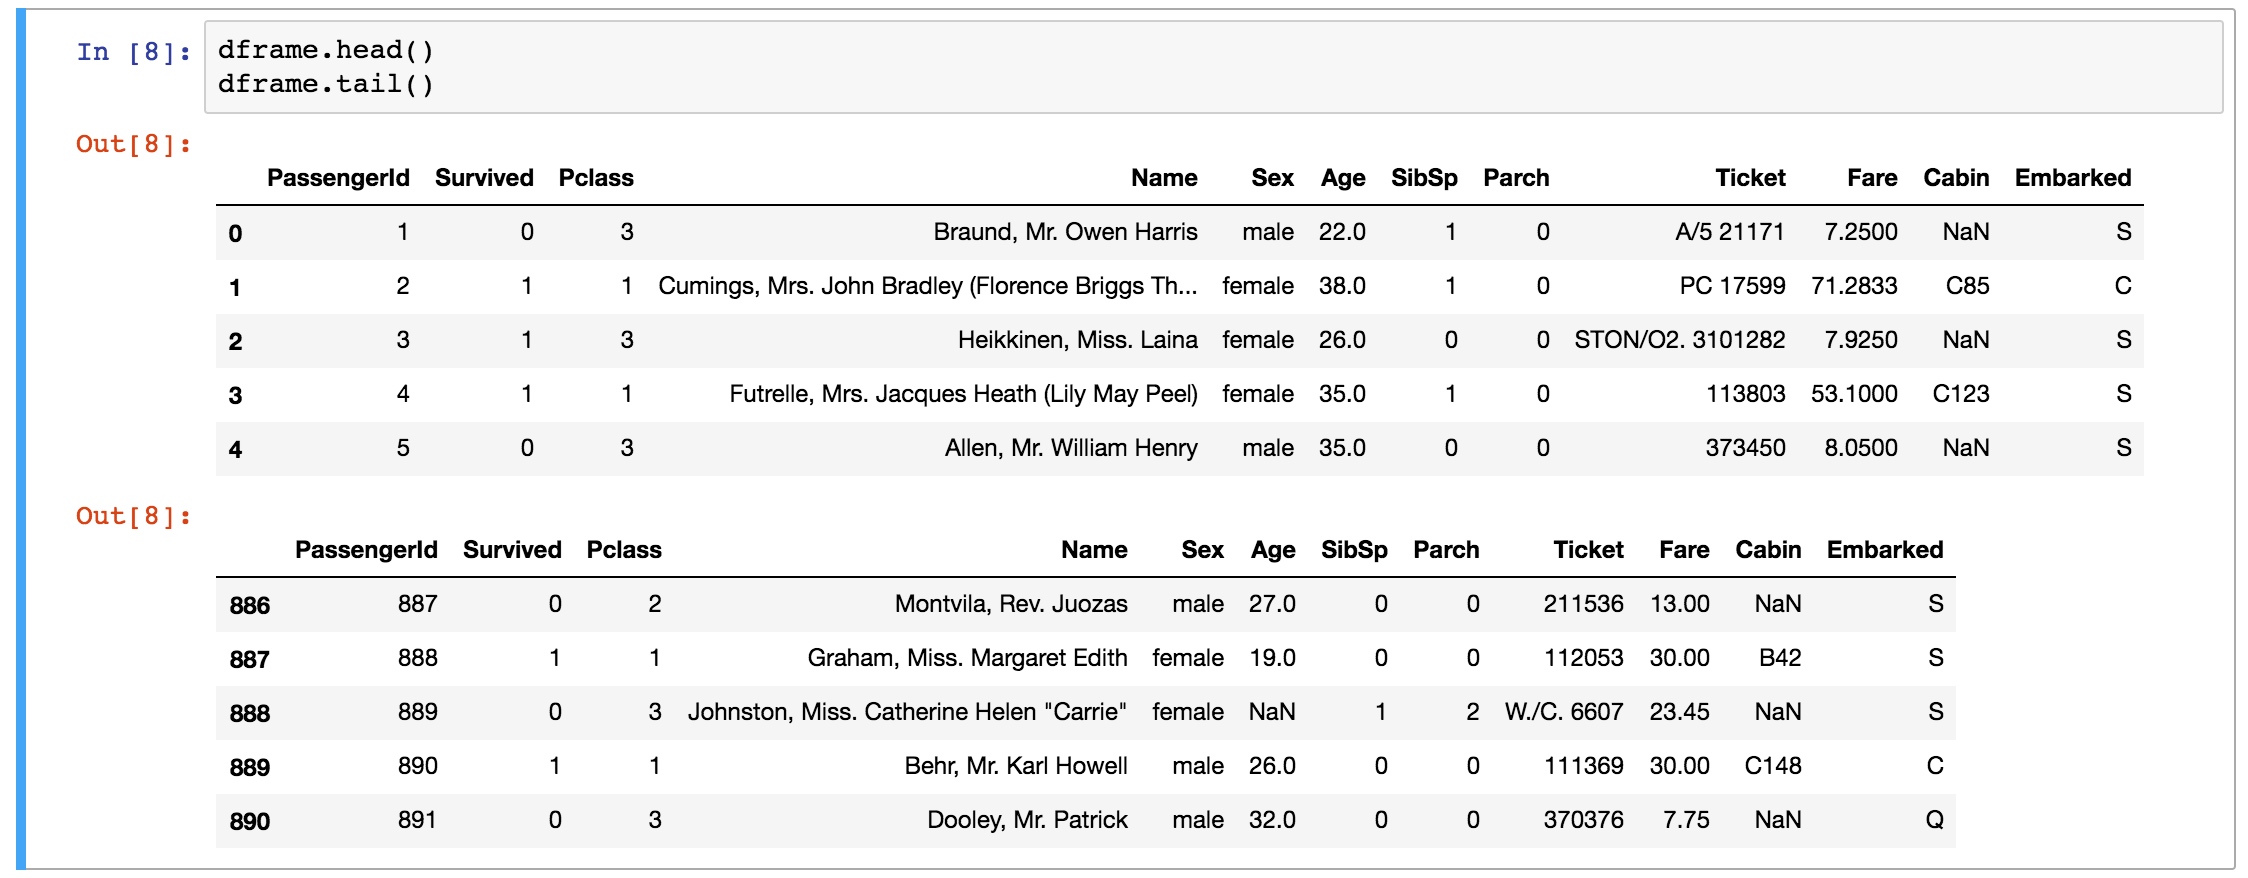 In [8]: dframe.head()
dframe.tail()
Out[8]:
PassengerId Survived Pclass Name Sex Age SibSp Parch Ticket Fare Cabin Embarked
0 1 0 3 Braund, Mr. Owen Harris male 22.0 1 0 A/5 21171 7.2500 NaN S
1 2 1 1 Cumings, Mrs. John Bradley (Florence Briggs Th... female 38.0 1 0 PC 17599 71.2833 C85 C
2 3 1 3 Heikkinen, Miss. Laina female 26.0 0 0 STON/O2. 3101282 7.9250 NaN S
3 4 1 1 Futrelle, Mrs. Jacques Heath (Lily May Peel) female 35.0 1 0 113803 53.1000 C123 S
4 5 0 3 Allen, Mr. William Henry male 35.0 0 0 373450 8.0500 NaN S
Out[8]:
PassengerId Survived Pclass Name Sex Age SibSp Parch Ticket Fare Cabin Embarked
886 887 0 2 Montvila, Rev. Juozas male 27.0 0 0 211536 13.00 NaN S
887 888 1 1 Graham, Miss. Margaret Edith female 19.0 0 0 112053 30.00 B42 S
888 889 0 3 Johnston, Miss. Catherine Helen "Carrie" female NaN 1 2 W./C. 6607 23.45 NaN S
889 890 1 1 Behr, Mr. Karl Howell male 26.0 0 0 111369 30.00 C148 C
890 891 0 3 Dooley, Mr. Patrick male 32.0 0 0 370376 7.75 NaN Q